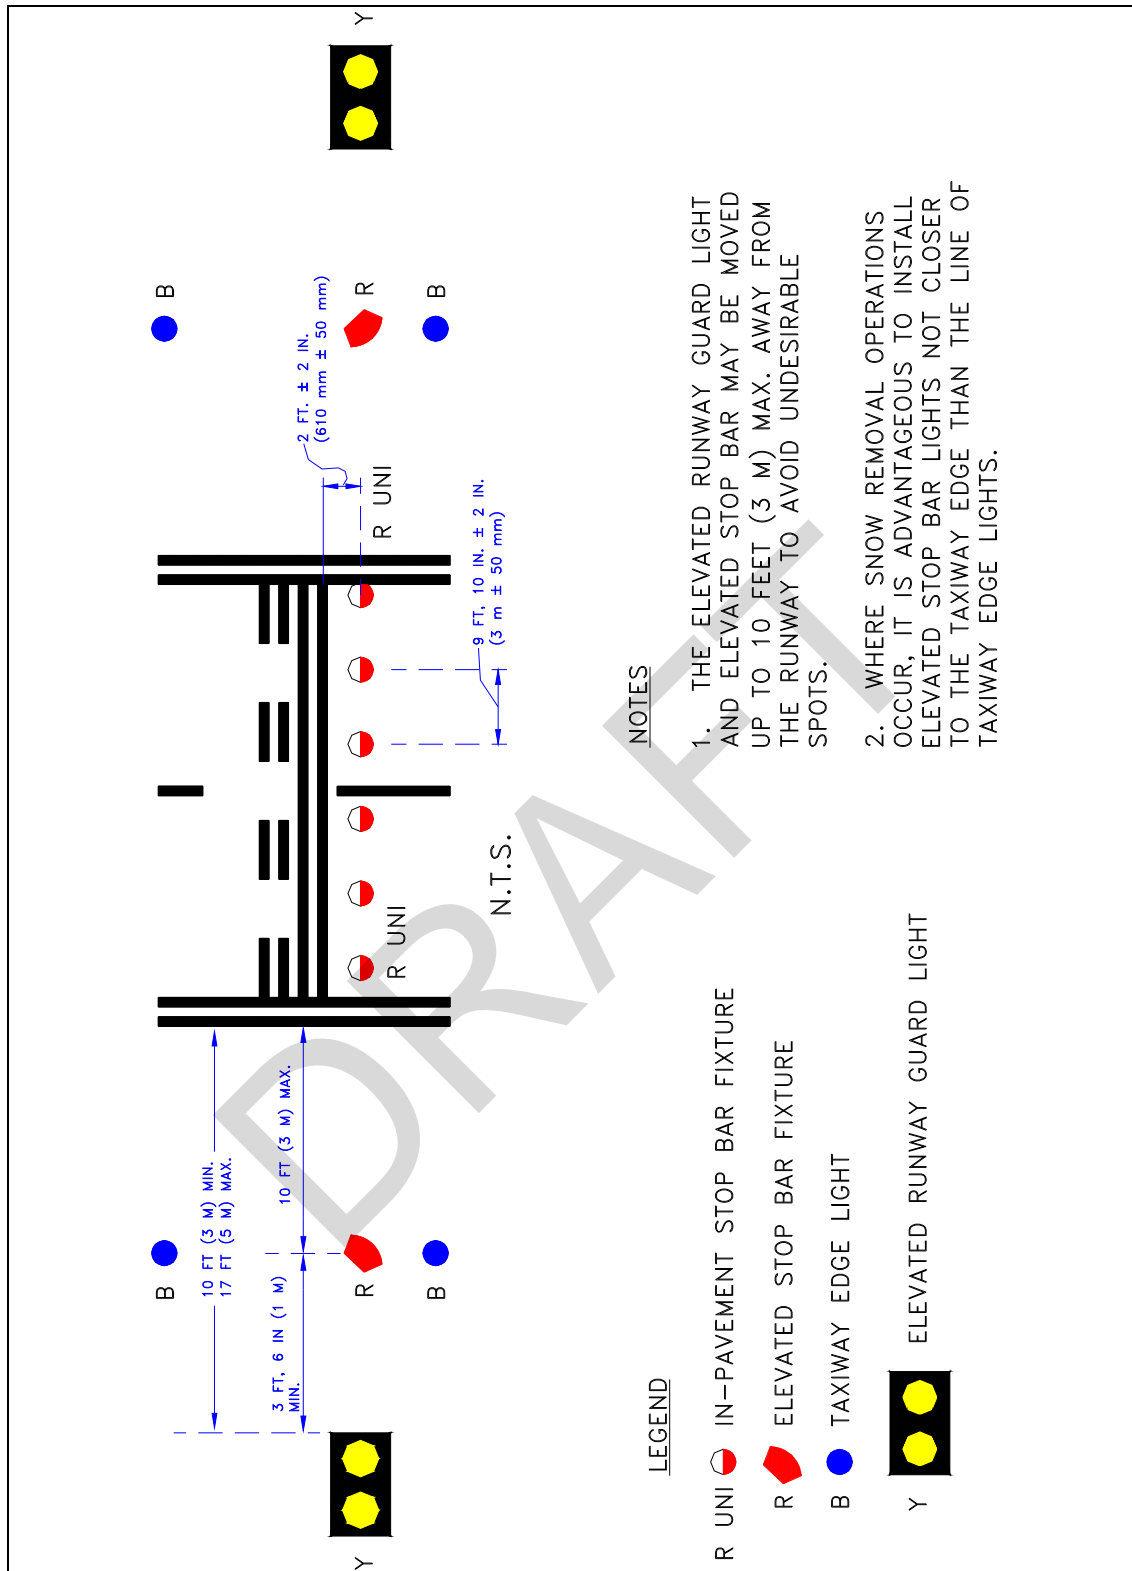 Y
B
R
B
B
R
B
Y
10 FT (3 M) MIN.
17 FT (5 M) MAX.
3 FT, 6 IN (1 M)
MIN.
10 FT (3 M) MAX.
2 FT. ± 2 IN.
(610 mm ± 50 mm)
R UNI
R UNI
9 FT, 10 IN. ± 2 IN.
(3 m ± 50 mm)
N.T.S.
DRAFT
LEGEND
R UNI IN-PAVEMENT STOP BAR FIXTURE
R ELEVATED STOP BAR FIXTURE
B TAXIWAY EDGE LIGHT
Y ELEVATED RUNWAY GUARD LIGHT
NOTES
1. THE ELEVATED RUNWAY GUARD LIGHT
AND ELEVATED STOP BAR MAY BE MOVED
UP TO 10 FEET (3 M) MAX. AWAY FROM
THE RUNWAY TO AVOID UNDESIRABLE
SPOTS.
2. WHERE SNOW REMOVAL OPERATIONS
OCCUR, IT IS ADVANTAGEOUS TO INSTALL
ELEVATED STOP BAR LIGHTS NOT CLOSER
TO THE TAXIWAY EDGE THAN THE LINE OF
TAXIWAY EDGE LIGHTS.